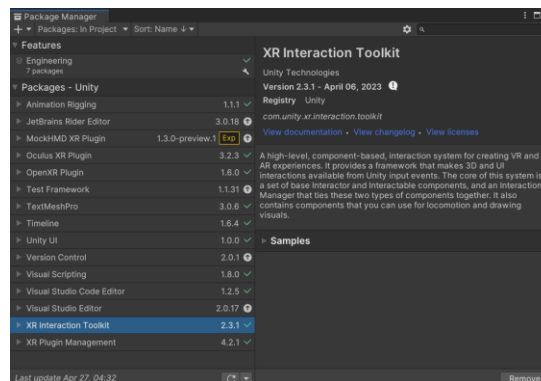 Package Manager
+ Packages: In Project Sort: Name ↓
Features
Engineering
7 packages
Packages - Unity
Animation Rigging 1.1.1
JetBrains Rider Editor 3.0.18
MockHMD XR Plugin 1.3.0-preview.1 Exp
Oculus XR Plugin 3.2.3
OpenXR Plugin 1.6.0
Test Framework 1.1.31
TextMeshPro 3.0.6
Timeline 1.6.4
Unity UI 1.0.0
Version Control 2.0.1
Visual Scripting 1.8.0
Visual Studio Code Editor 1.2.5
Visual Studio Editor 2.0.17
XR Interaction Toolkit 2.3.1
XR Plugin Management 4.2.1
Last update Apr 27, 04:32
XR Interaction Toolkit
Unity Technologies
Version 2.3.1 - April 06, 2023
Registry Unity
com.unity.xr.interaction.toolkit
View documentation • View changelog • View licenses
A high-level, component-based, interaction system for creating VR and
AR experiences. It provides a framework that makes 3D and UI
interactions available from Unity input events. The core of this system is
a set of base Interactor and Interactable components, and an Interaction
Manager that ties these two types of components together. It also
contains components that you can use for locomotion and drawing
visuals.
Samples
Remove